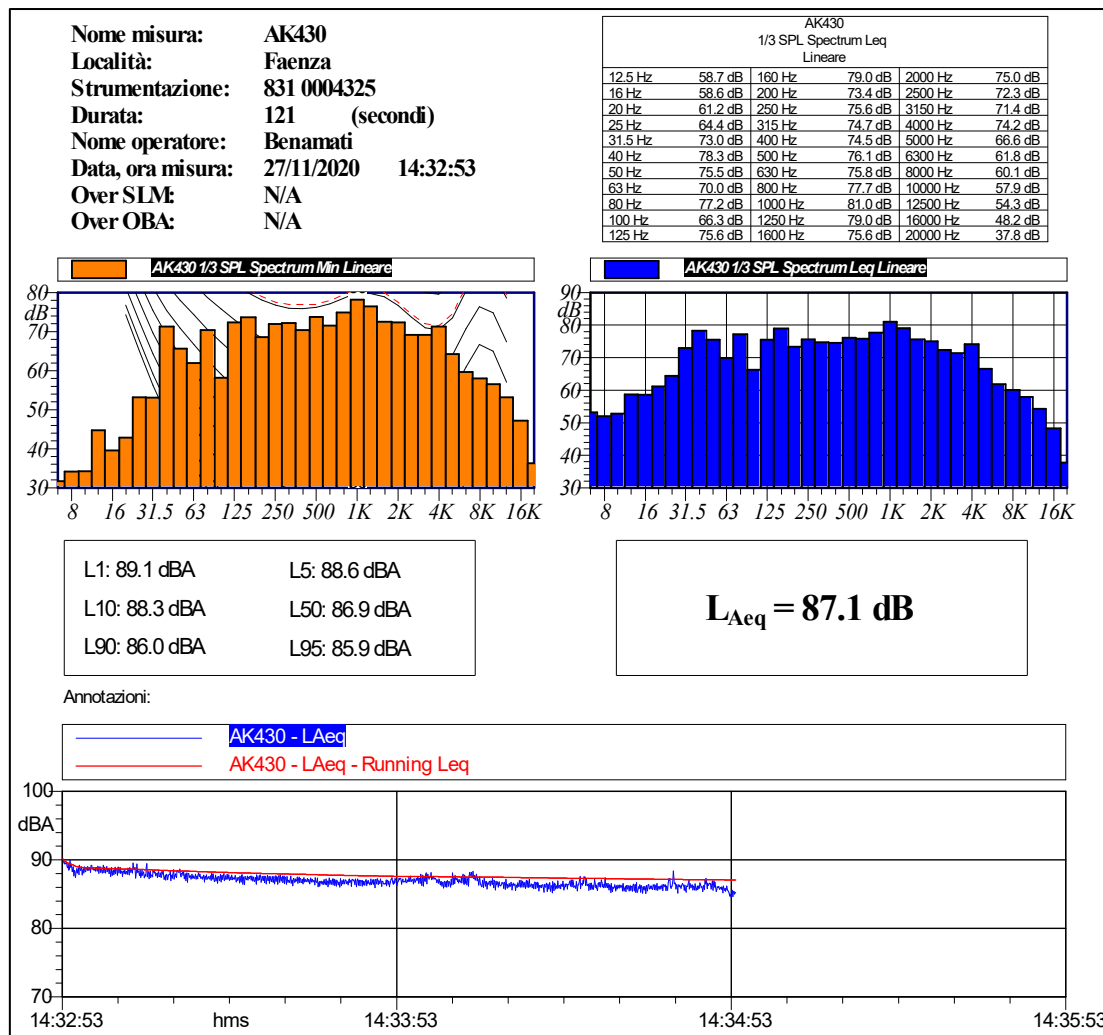 Nome misura: AK430
Località: Faenza
Strumentazione: 831 0004325
Durata: 121 (secondi)
Nome operatore: Benamati
Data, ora misura: 27/11/2020 14:32:53
Over SLM: N/A
Over OBA: N/A
AK430
1/3 SPL Spectrum Leq
Lineare
12.5 Hz 58.7 dB 160 Hz 79.0 dB 2000 Hz 75.0 dB
16 Hz 58.6 dB 200 Hz 73.4 dB 2500 Hz 72.3 dB
20 Hz 61.2 dB 250 Hz 75.6 dB 3150 Hz 71.4 dB
25 Hz 64.4 dB 315 Hz 74.7 dB 4000 Hz 74.2 dB
31.5 Hz 73.0 dB 400 Hz 74.5 dB 5000 Hz 66.6 dB
40 Hz 78.3 dB 500 Hz 76.1 dB 6300 Hz 61.8 dB
50 Hz 75.5 dB 630 Hz 75.8 dB 8000 Hz 60.1 dB
63 Hz 70.0 dB 800 Hz 77.7 dB 10000 Hz 57.9 dB
80 Hz 77.2 dB 1000 Hz 81.0 dB 12500 Hz 54.3 dB
100 Hz 66.3 dB 1250 Hz 79.0 dB 16000 Hz 48.2 dB
125 Hz 75.6 dB 1600 Hz 75.6 dB 20000 Hz 37.8 dB
AK430 1/3 SPL Spectrum Min Lineare
80
dB
70
60
50
40
30
8 16 31.5 63 125 250 500 1K 2K 4K 8K 16K
AK430 1/3 SPL Spectrum Leq Lineare
90
dB
80
70
60
50
40
30
8 16 31.5 63 125 250 500 1K 2K 4K 8K 16K
L1: 89.1 dBA L5: 88.6 dBA
L10: 88.3 dBA L50: 86.9 dBA
L90: 86.0 dBA L95: 85.9 dBA
LAeq = 87.1 dB
Annotazioni:
AK430 - LAeq
AK430 - LAeq - Running Leq
100
dBA
90
80
70
14:32:53 hms 14:33:53 14:34:53 14:35:53